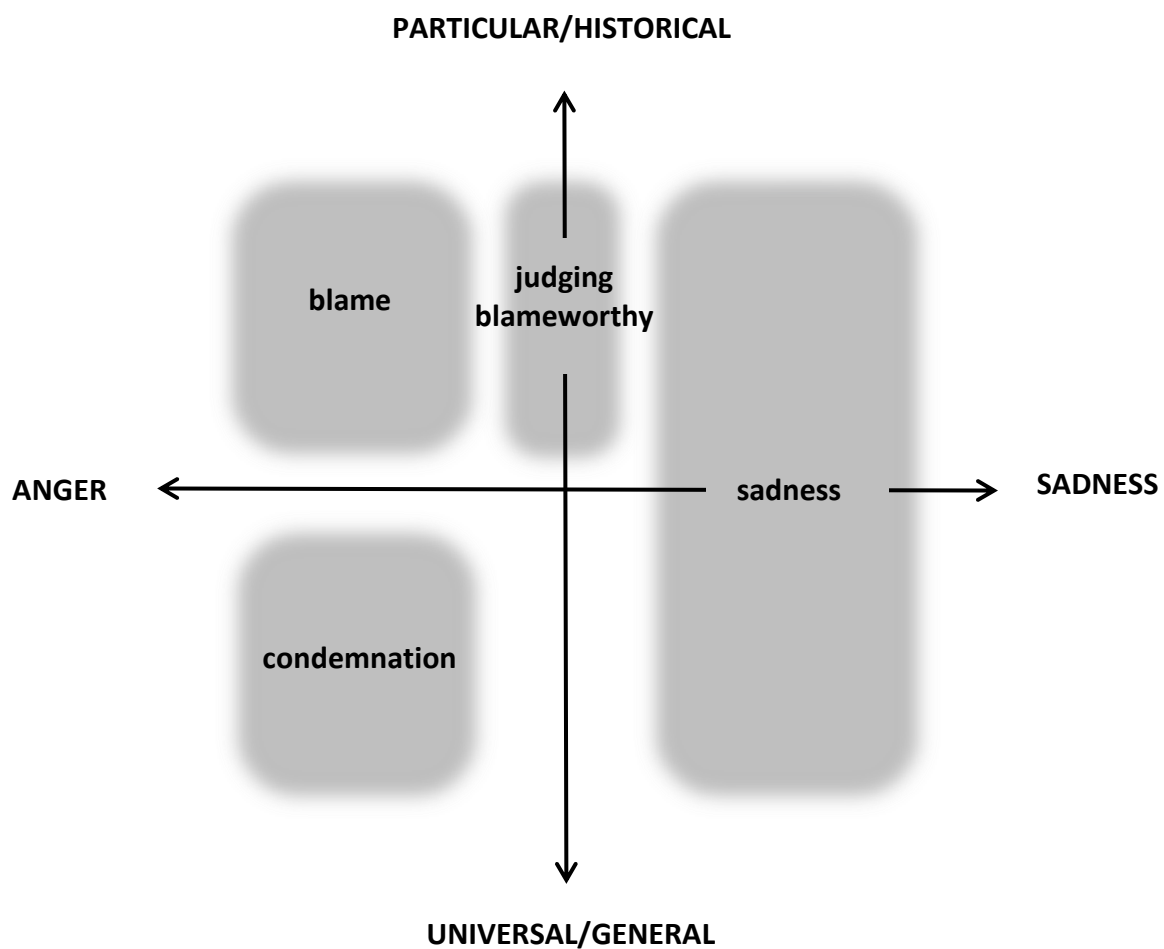 PARTICULAR/HISTORICAL
blame
judging
blameworthy
ANGER
sadness
SADNESS
condemnation
UNIVERSAL/GENERAL